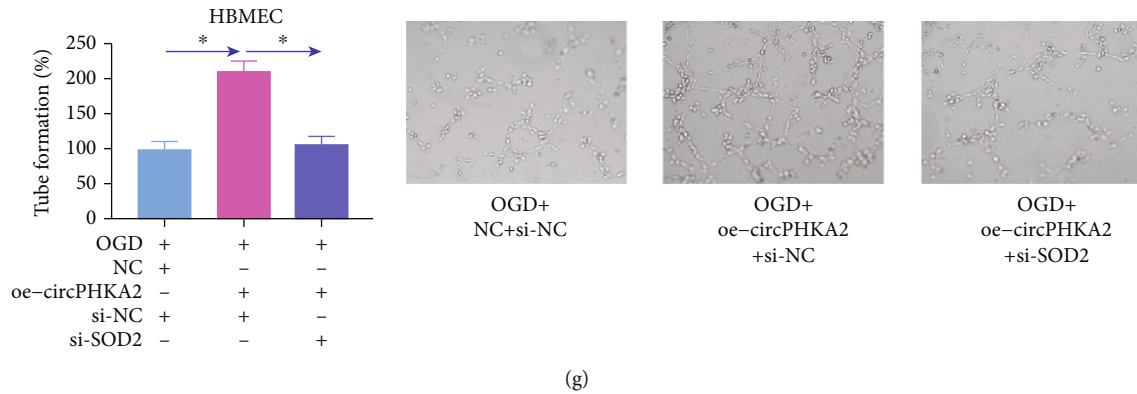 HBMEC
Tube formation (%)
250
200
150
100
50
0
* *
OGD + + +
NC + – –
oe–circPHKA2 – + +
si-NC + + –
si-SOD2 – – +
OGD+
NC+si-NC
OGD+
oe–circPHKA2
+si-NC
OGD+
oe–circPHKA2
+si-SOD2
(g)